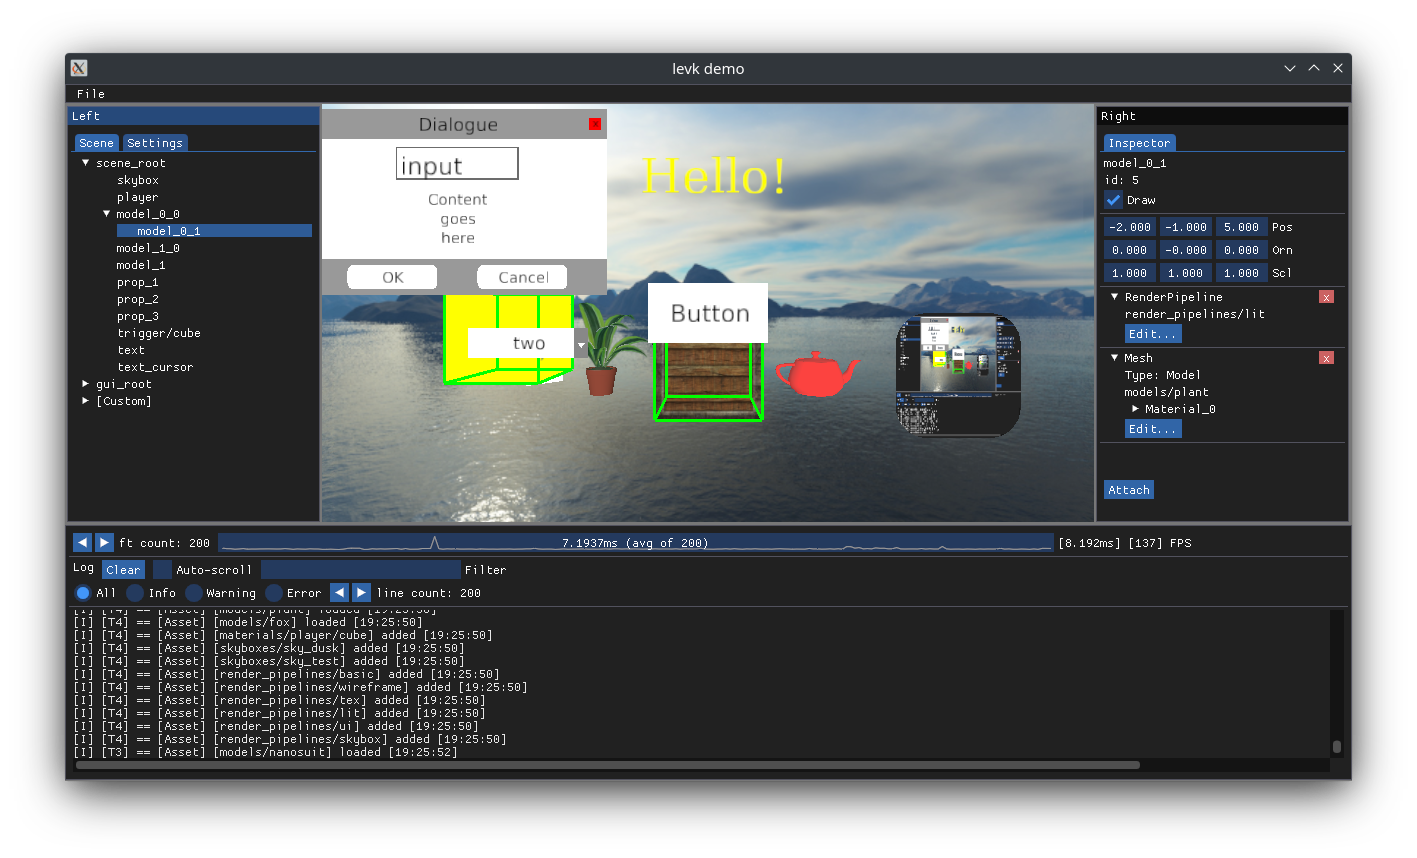 levk demo
File
Left
Scene Settings
scene_root
skybox
player
model_0_0
model_0_1
model_1_0
model_1
prop_1
prop_2
prop_3
trigger/cube
text
text_cursor
gui_root
[Custom]
Dialogue
x
input
Content
goes
here
OK Cancel
Hello!
two
Button
Right
Inspector
model_0_1
id: 5
Draw
-2.000 -1.000 5.000 Pos
0.000 -0.000 0.000 Orn
1.000 1.000 1.000 Scl
RenderPipeline x
render_pipelines/lit
Edit...
Mesh x
Type: Model
models/plant
Material_0
Edit...
Attach
ft count: 200 7.1937ms (avg of 200) [8.192ms] [137] FPS
Log Clear Auto-scroll Filter
All Info Warning Error line count: 200
[I] [T4] == [Asset] [models/plant] loaded [19:25:50]
[I] [T4] == [Asset] [models/fox] loaded [19:25:50]
[I] [T4] == [Asset] [materials/player/cube] added [19:25:50]
[I] [T4] == [Asset] [skyboxes/sky_dusk] added [19:25:50]
[I] [T4] == [Asset] [skyboxes/sky_test] added [19:25:50]
[I] [T4] == [Asset] [render_pipelines/basic] added [19:25:50]
[I] [T4] == [Asset] [render_pipelines/wireframe] added [19:25:50]
[I] [T4] == [Asset] [render_pipelines/tex] added [19:25:50]
[I] [T4] == [Asset] [render_pipelines/lit] added [19:25:50]
[I] [T4] == [Asset] [render_pipelines/ui] added [19:25:50]
[I] [T4] == [Asset] [render_pipelines/skybox] added [19:25:50]
[I] [T3] == [Asset] [models/nanosuit] loaded [19:25:52]